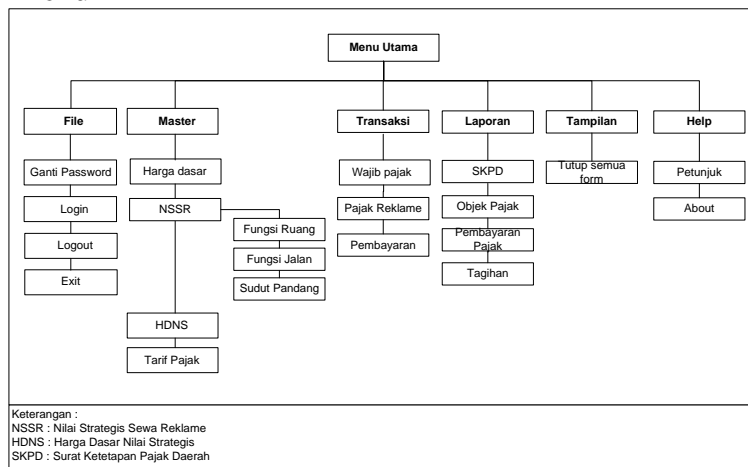 Menu Utama
File
Master
Transaksi
Laporan
Tampilan
Help
Ganti Password
Login
Logout
Exit
Harga dasar
NSSR
Fungsi Ruang
Fungsi Jalan
Sudut Pandang
HDNS
Tarif Pajak
Wajib pajak
Pajak Reklame
Pembayaran
SKPD
Objek Pajak
Pembayaran
Pajak
Tagihan
Tutup semua
form
Petunjuk
About
Keterangan :
NSSR : Nilai Strategis Sewa Reklame
HDNS : Harga Dasar Nilai Strategis
SKPD : Surat Ketetapan Pajak Daerah